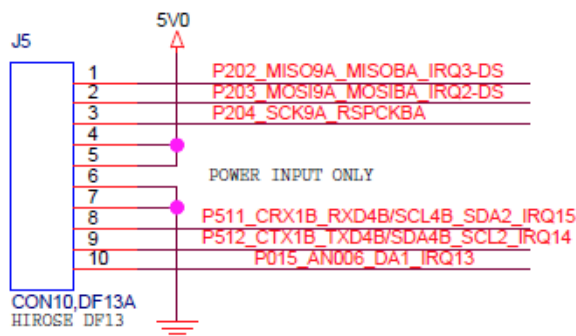 5V0
J5
1 P202_MISO9A_MISOBA_IRQ3-DS
2 P203_MOSI9A_MOSIBA_IRQ2-DS
3 P204_SCK9A_RSPCKBA
4
5
6 POWER INPUT ONLY
7
8 P511_CRX1B_RXD4B/SCL4B_SDA2_IRQ15
9 P512_CTX1B_TXD4B/SDA4B_SCL2_IRQ14
10 P015_AN006_DA1_IRQ13
CON10,DF13A
HIROSE DF13